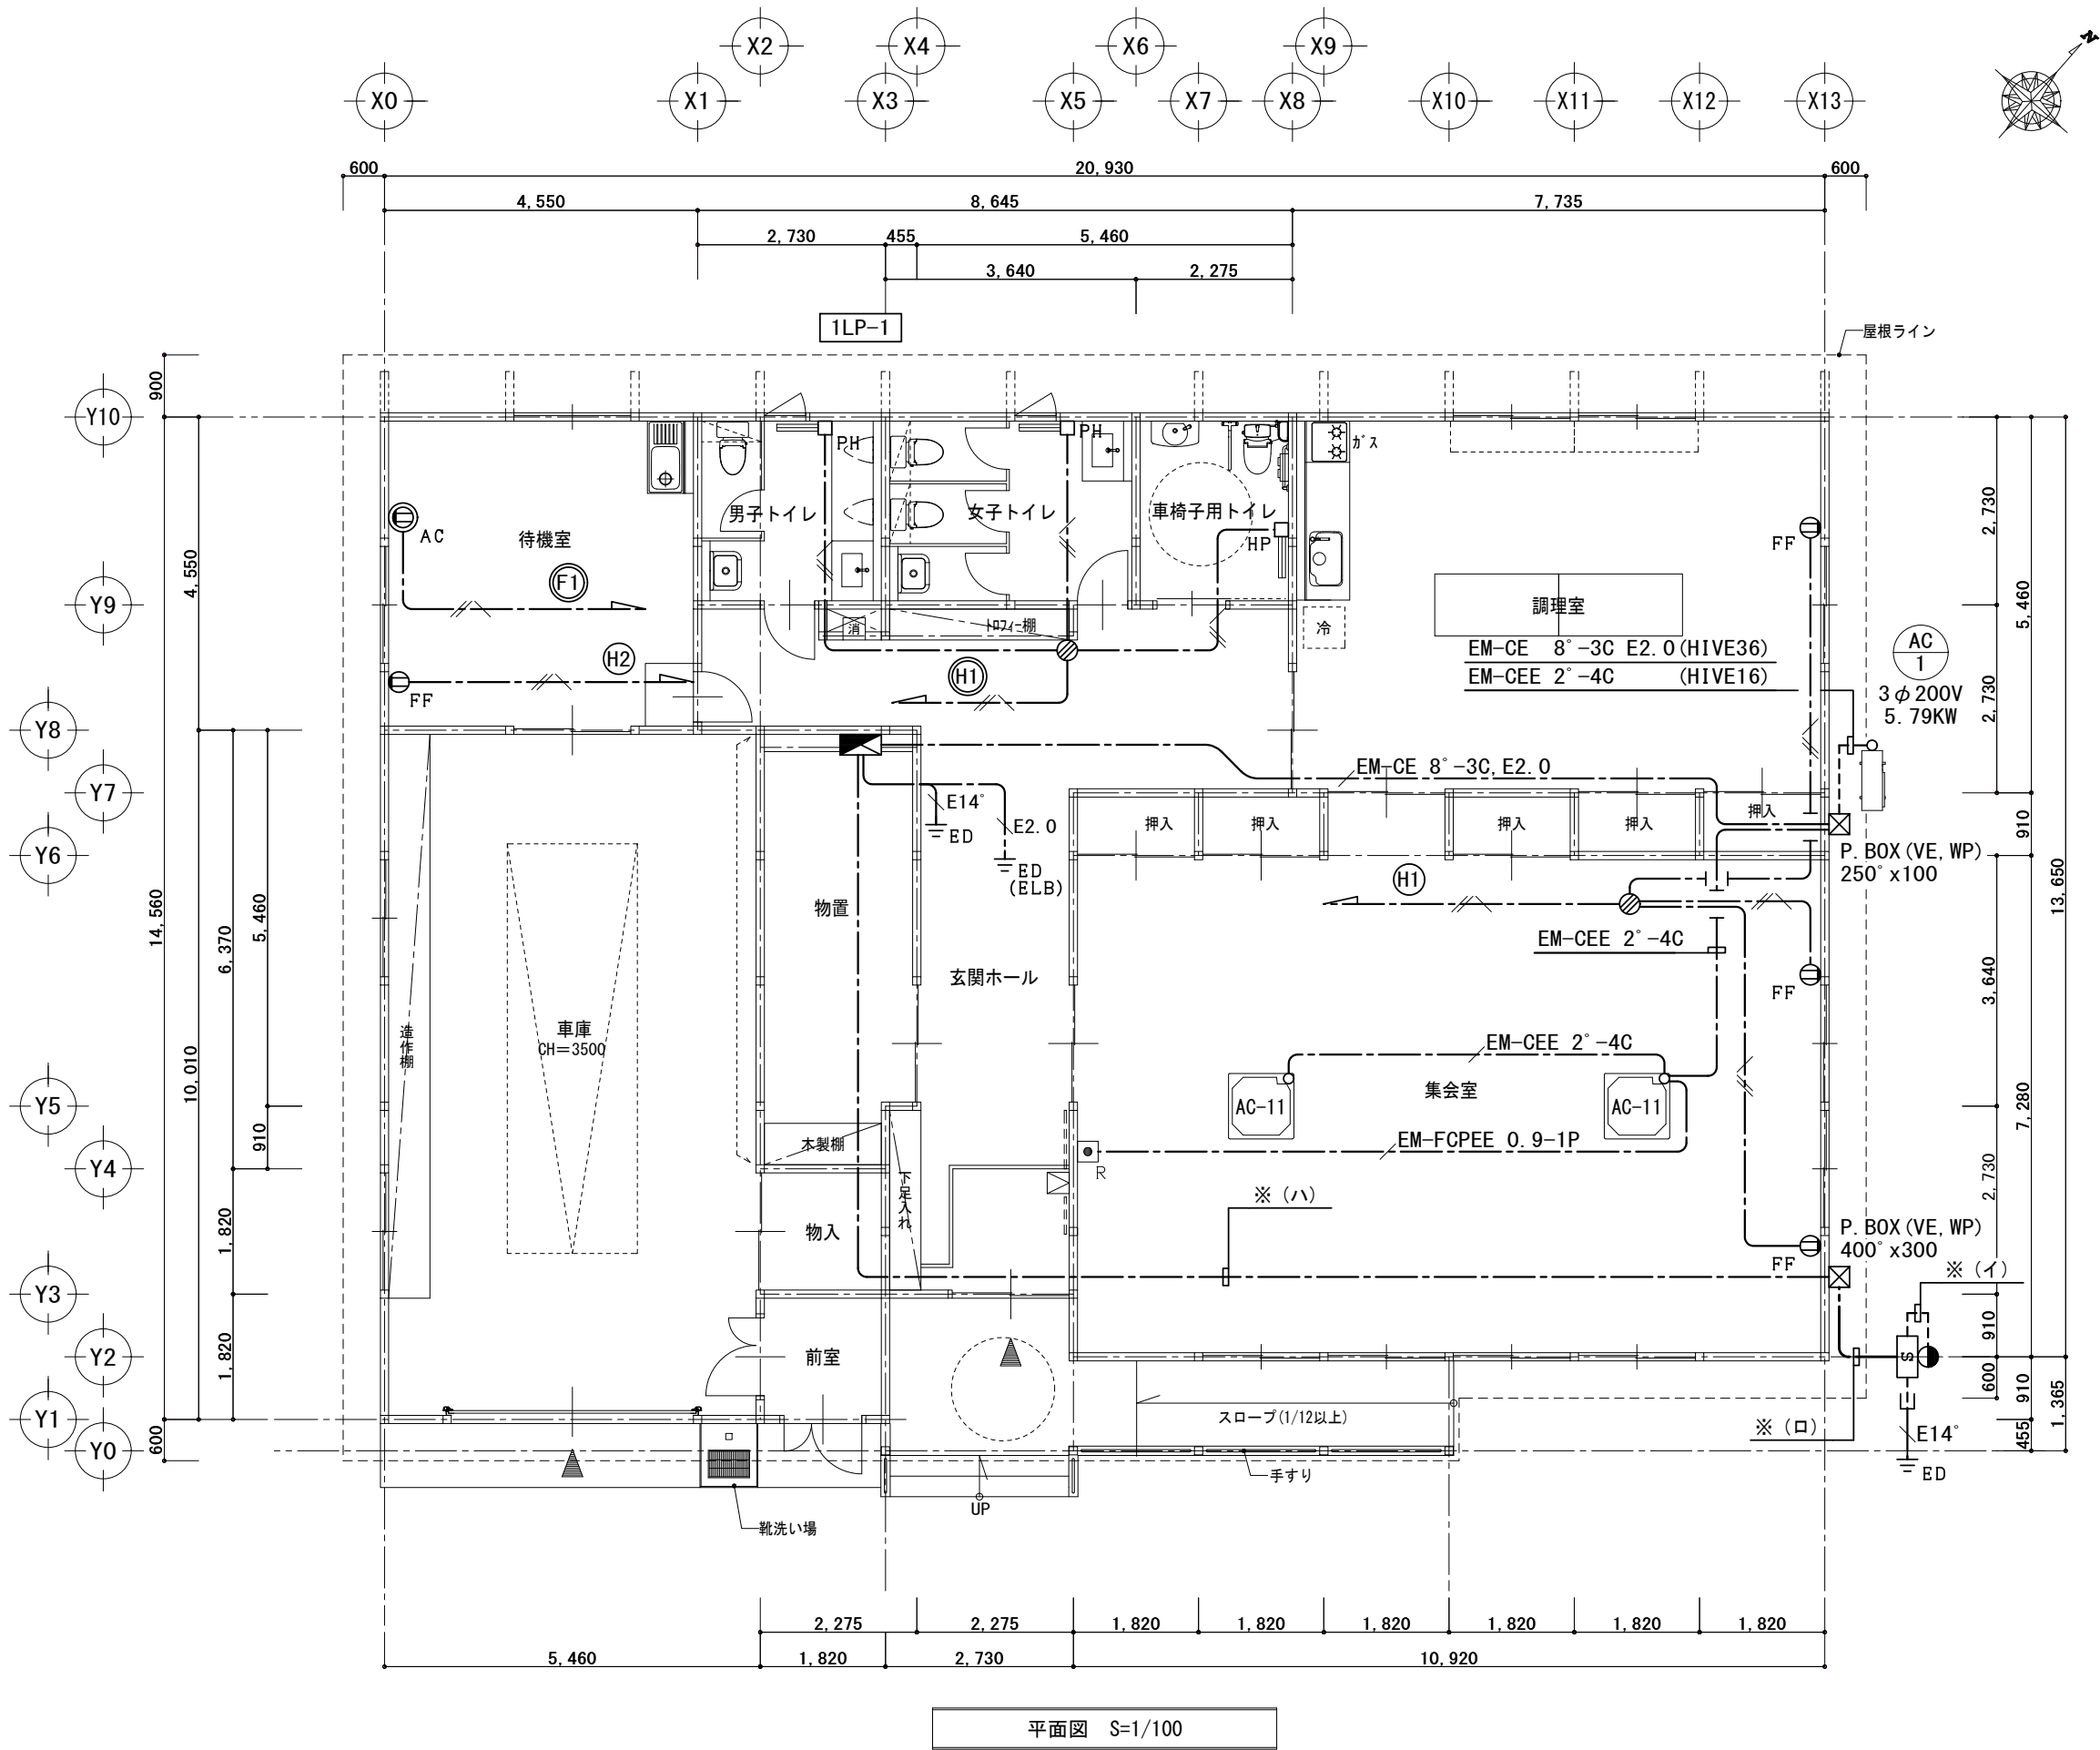 X2
X4
X6
X9
N
X0
X1
X3
X5
X7
X8
X10
X11
X12
X13
600
20,930
600
4,550
8,645
7,735
2,730
455
5,460
3,640
2,275
1LP-1
屋根ライン
900
Y10
PH
PH
ガス
男子トイレ
女子トイレ
車椅子用トイレ
2,730
AC
待機室
HP
FF
F1
4,550
5,460
Y9
消
トロフィー棚
冷
調理室
EM-CE 8°-3C E2.0(HIVE36)
AC
1
H2
H1
EM-CEE 2°-4C (HIVE16)
FF
3φ200V
5.79KW
2,730
Y8
EM-CE 8°-3C,E2.0
Y7
E14°
ED
E2.0
押入
押入
押入
押入
押入
910
Y6
ED
(ELB)
P.BOX(VE,WP)
250°x100
H1
物置
14,560
6,370
5,460
13,650
EM-CEE 2°-4C
玄関ホール
FF
3,640
造作棚
車庫
CH=3500
10,010
EM-CEE 2°-4C
集会室
AC-11
AC-11
Y5
7,280
910
木製棚
EM-FCPEE 0.9-1P
R
Y4
2,730
下足入れ
※(ハ)
物入
1,820
P.BOX(VE,WP)
400°x300
FF
※(イ)
Y3
910
前室
S
Y2
1,820
600
910
1,365
スロープ(1/12以上)
※(ロ)
Y1
E14°
ED
Y0
600
455
手すり
UP
靴洗い場
2,275
2,275
1,820
1,820
1,820
1,820
1,820
1,820
5,460
1,820
2,730
10,920
平面図 S=1/100